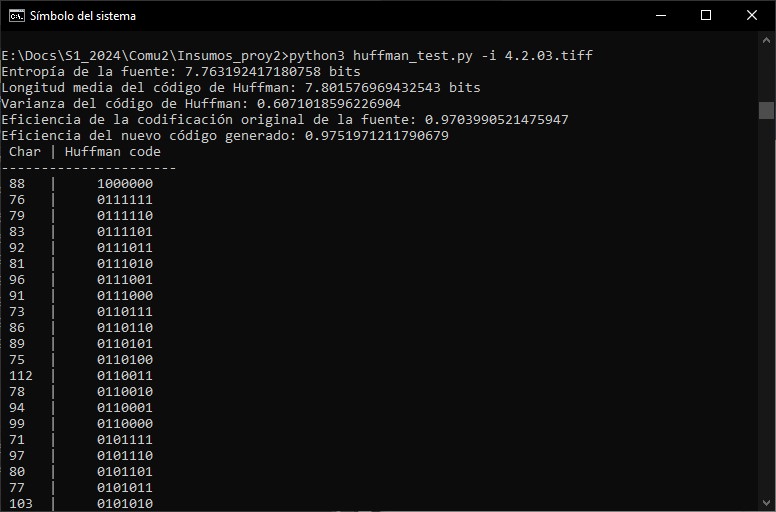 Símbolo del sistema
E:\Docs\S1_2024\Comu2\Insumos_proy2>python3 huffman_test.py -i 4.2.03.tiff
Entropía de la fuente: 7.763192417180758 bits
Longitud media del código de Huffman: 7.801576969432543 bits
Varianza del código de Huffman: 0.6071018596226904
Eficiencia de la codificación original de la fuente: 0.9703990521475947
Eficiencia del nuevo código generado: 0.9751971211790679
Char | Huffman code
----------------------
88   |     1000000
76   |     0111111
79   |     0111110
83   |     0111101
92   |     0111011
81   |     0111010
96   |     0111001
91   |     0111000
73   |     0110111
86   |     0110110
89   |     0110101
75   |     0110100
112  |     0110011
78   |     0110010
94   |     0110001
99   |     0110000
71   |     0101111
97   |     0101110
80   |     0101101
77   |     0101011
103  |     0101010